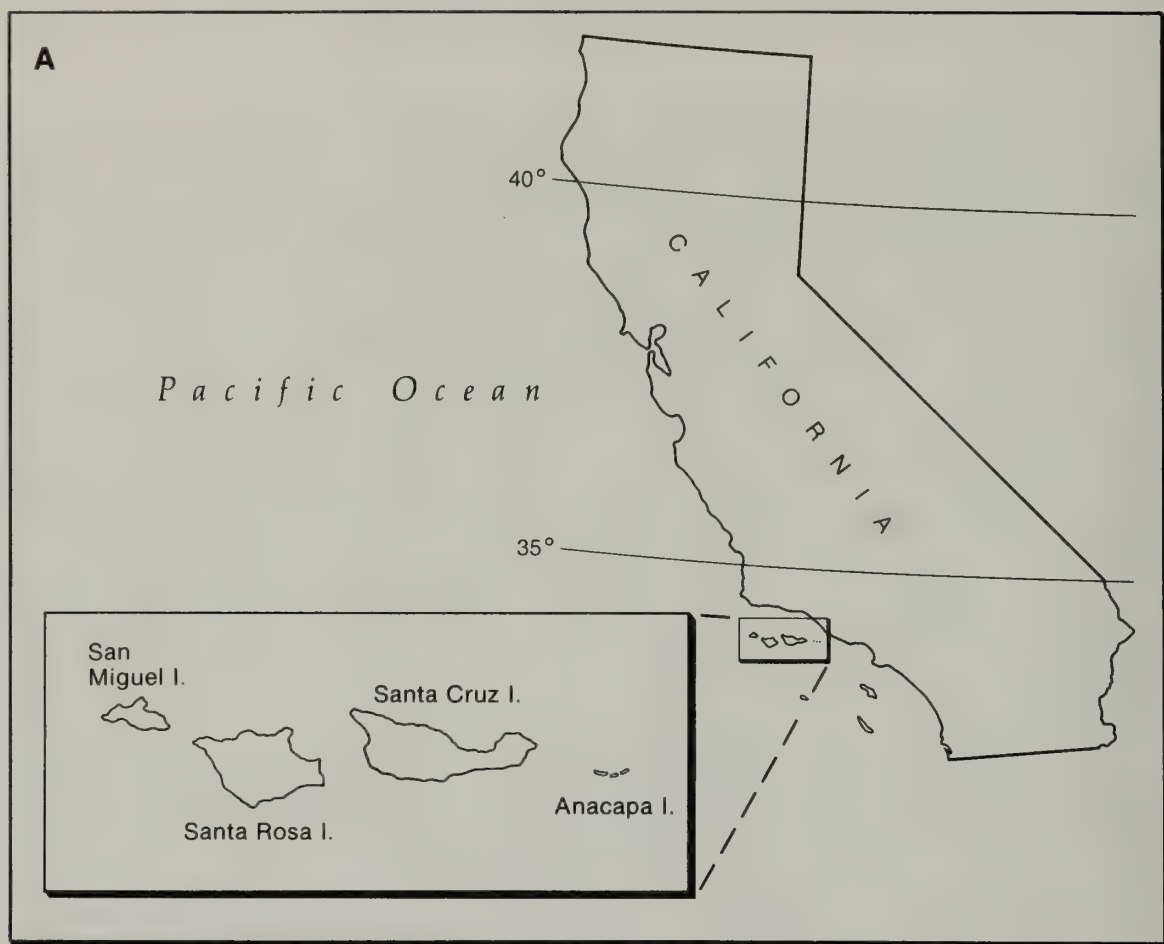 A
40°
CALIFORNIA
Pacific Ocean
35°
San
Miguel I.
Santa Cruz I.
Santa Rosa I.
Anacapa I.